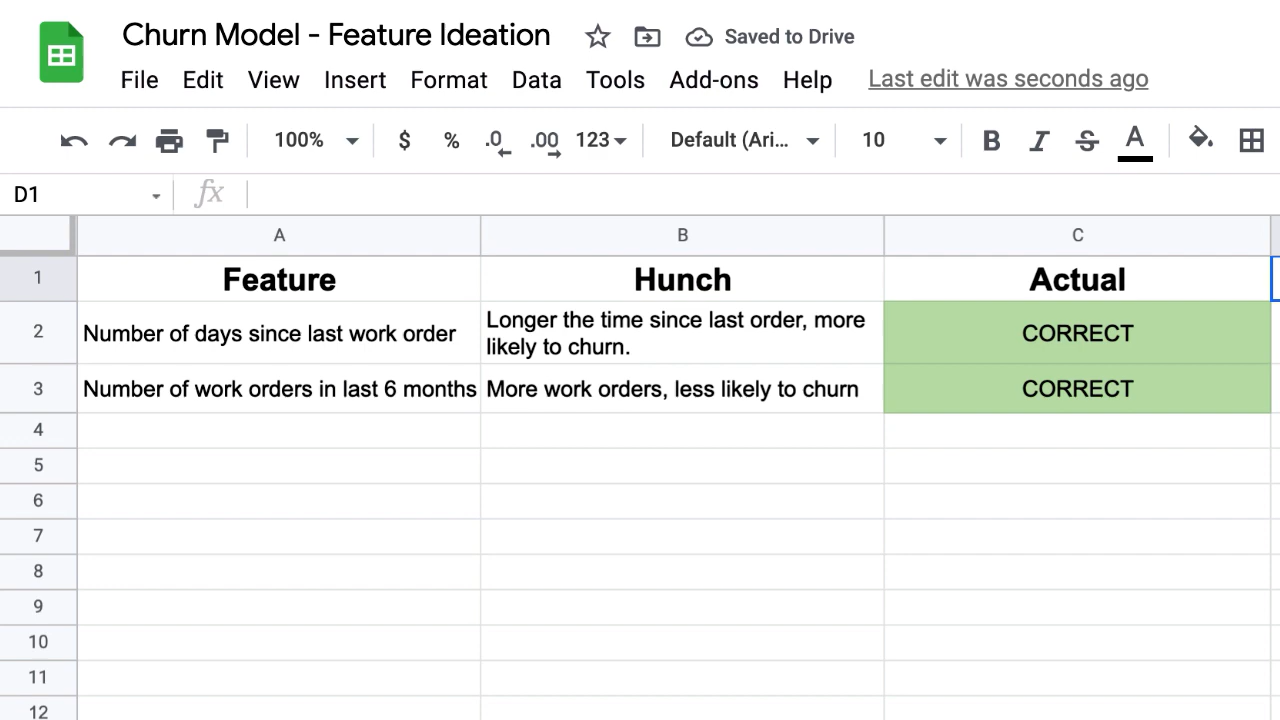 Churn Model - Feature Ideation
Saved to Drive
File Edit View Insert Format Data Tools Add-ons Help Last edit was seconds ago
100% $ % .0 .00 123 Default (Ari... 10 B I S A
D1 fx
A B C
1 Feature Hunch Actual
2 Number of days since last work order Longer the time since last order, more
likely to churn. CORRECT
3 Number of work orders in last 6 months More work orders, less likely to churn CORRECT
4
5
6
7
8
9
10
11
12